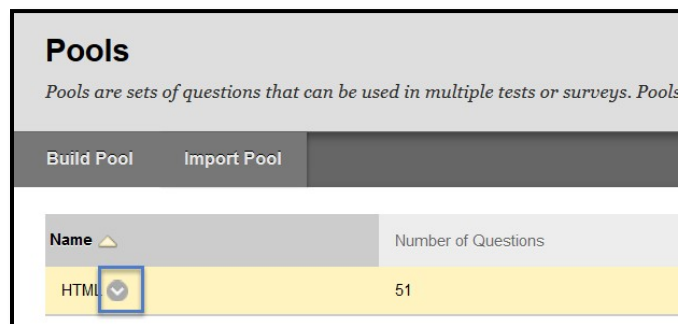 Pools
Pools are sets of questions that can be used in multiple tests or surveys. Pools
Build Pool Import Pool
Name Number of Questions
HTML 51